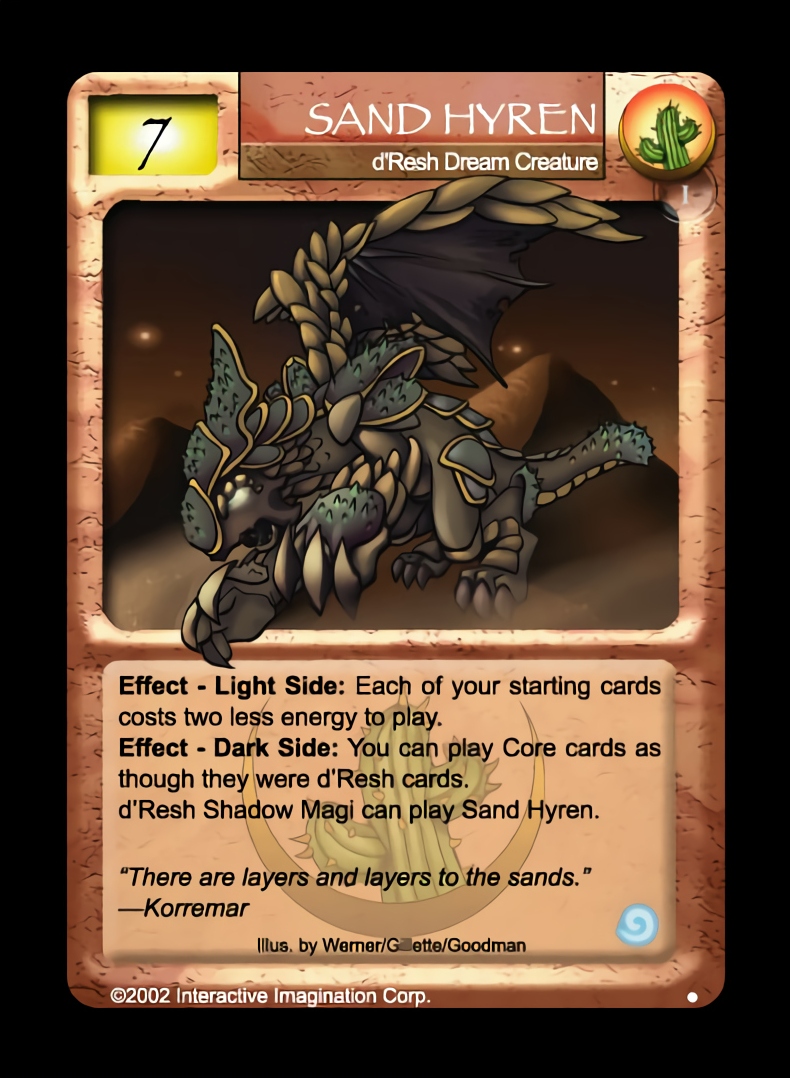 7
SAND HYREN
d'Resh Dream Creature
1
Effect - Light Side: Each of your starting cards
costs two less energy to play.
Effect - Dark Side: You can play Core cards as
though they were d'Resh cards.
d'Resh Shadow Magi can play Sand Hyren.
“There are layers and layers to the sands.”
—Korremar
Illus. by
©2002 Interactive Imagination Corp.